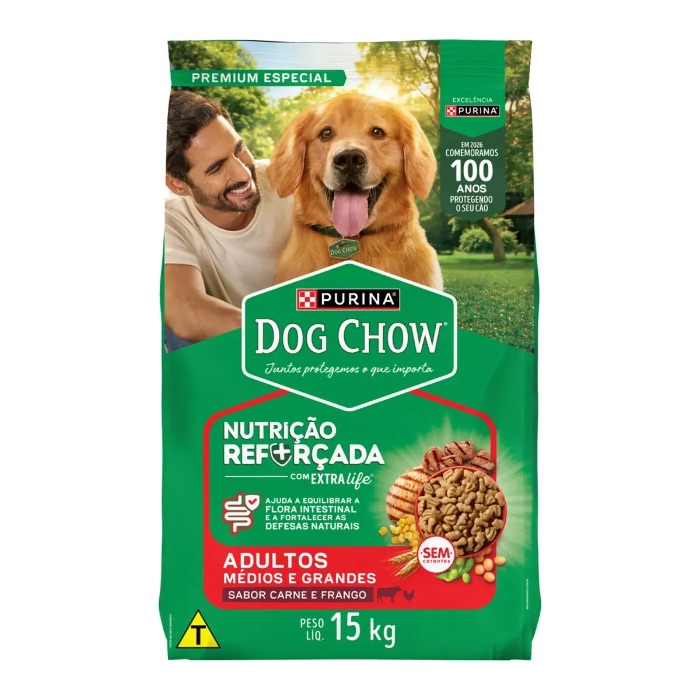 PREMIUM ESPECIAL
EXCELÊNCIA
PURINA
EM 2026
COMEMORAMOS
100
ANOS
PROTEGENDO
O SEU CÃO
DOG CHOW
PURINA®
DOG CHOW®
Juntos protegemos o que importa
NUTRIÇÃO
REFORÇADA
COM EXTRA life®
AJUDA A EQUILIBRAR A
FLORA INTESTINAL
E A FORTALECER AS
DEFESAS NATURAIS
SEM
corantes
ADULTOS
MÉDIOS E GRANDES
SABOR CARNE E FRANGO
T
PESO
LÍQ. 15 kg